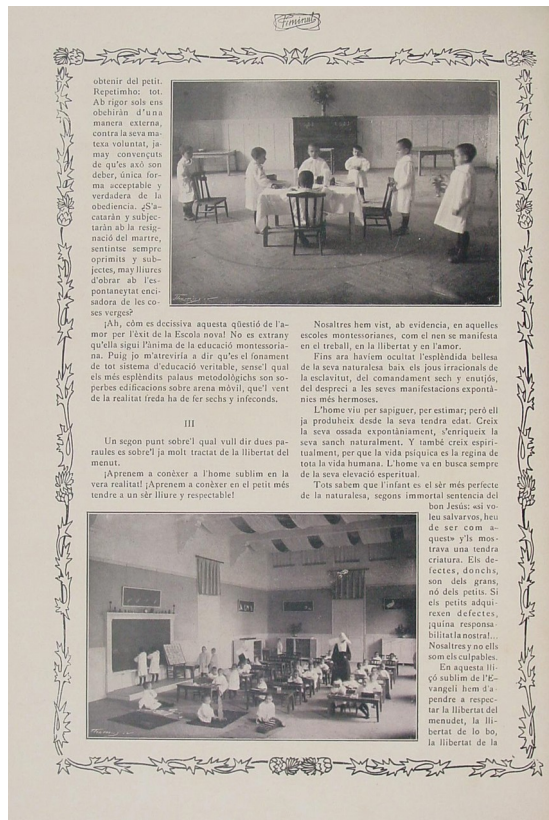 Feminal
obtenir del petit.
Repetimho: tot.
Ab rigor sols ens
obehiràn d'una
manera externa,
contra la seva ma-
texa voluntat, ja-
may convençuts
de qu'es axò son
deber, única for-
ma acceptable y
verdadera de la
obediencia. ¿S'a-
cataràn y subjec-
taràn ab la resig-
nació del martre,
sentintse sempre
oprimits y sub-
jectes, may lliures
d'obrar ab l'es-
pontaneytat enci-
sadora de les co-
ses verges?
¡Ah, còm es decissiva aquesta qüestió de l'a-
mor per l'èxit de la Escola nova! No es extrany
qu'ella sigui l'ànima de la educació montessoria-
na. Puig jo m'atreviría a dir qu'es el fonament
de tot sistema d'educació veritable, sense'l qual
els més esplèndits palaus metodològichs son so-
perbes edificacions sobre arena mòvil, que'l vent
de la realitat freda ha de fer sechs y infeconds.
III
Un segon punt sobre'l qual vull dir dues pa-
raules es sobre'l ja molt tractat de la llibertat del
menut.
¡Aprenem a conèxer a l'home sublim en la
vera realitat! ¡Aprenem a conèxer en el petit més
tendre a un sèr lliure y respectable!
Nosaltres hem vist, ab evidencia, en aquelles
escoles montessorianes, com el nen se manifesta
en el treball, en la llibertat y en l'amor.
Fins ara havíem ocultat l'esplèndida bellesa
de la seva naturalesa baix els jous irracionals de
la esclavitut, del comandament sech y enutjós,
del despreci a les seves manifestacions expontà-
nies més hermoses.
L'home viu per sapiguer, per estimar; però ell
ja produheix desde la seva tendra edat. Creix
la seva ossada expontàniament, s'enriqueix la
seva sanch naturalment. Y també creix espiri-
tualment, per que la vida psíquica es la regina de
tota la vida humana. L'home va en busca sempre
de la seva elevació esperitual.
Tots sabem que l'infant es el sèr més perfecte
de la naturalesa, segons immortal sentencia del
bon Jesús: «si vo-
leu salvarvos, heu
de ser com a-
quest» y'ls mos-
trava una tendra
criatura. Els de-
fectes, donchs,
son dels grans,
nó dels petits. Si
els petits adqui-
rexen defectes,
¡quina responsa-
bilitat la nostra!...
Nosaltres y no ells
som els culpables.
En aquesta lli-
çó sublim de l'E-
vangeli hem d'a-
pendre a respec-
tar la llibertat del
menudet, la lli-
bertat de lo bo,
la llibertat de la